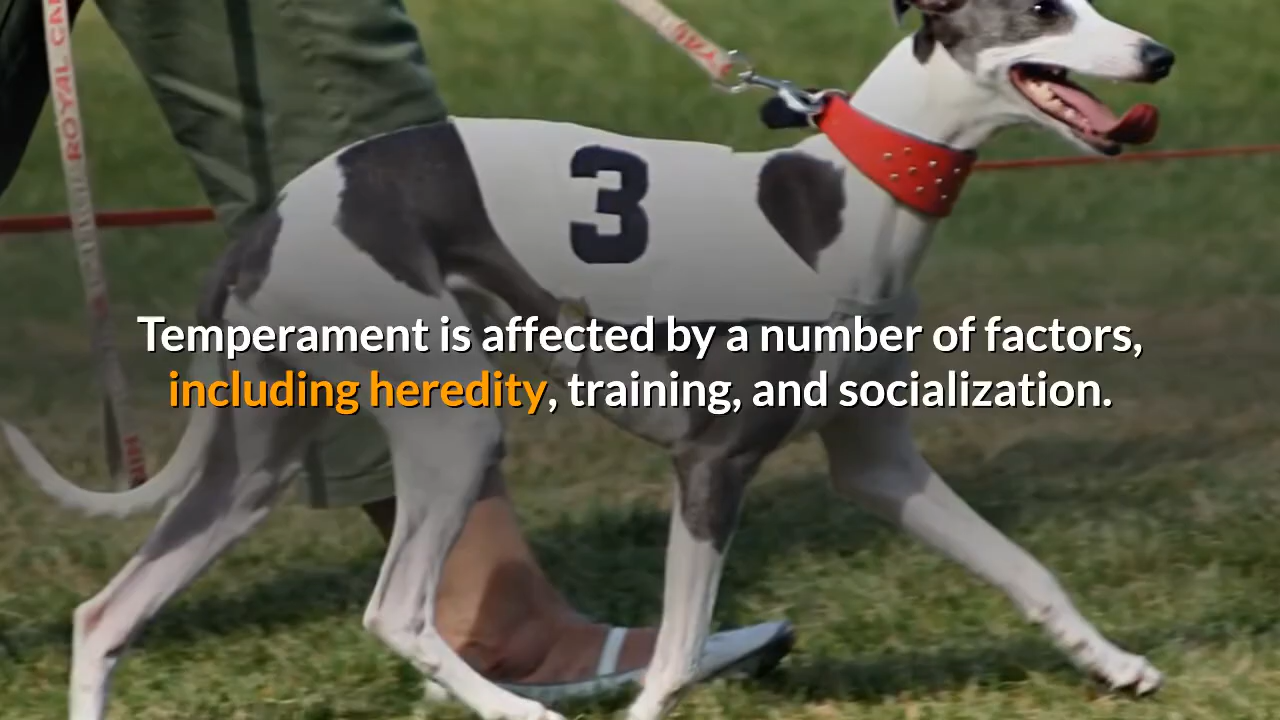 ROYAL CA
3
Temperament is affected by a number of factors,
including heredity, training, and socialization.